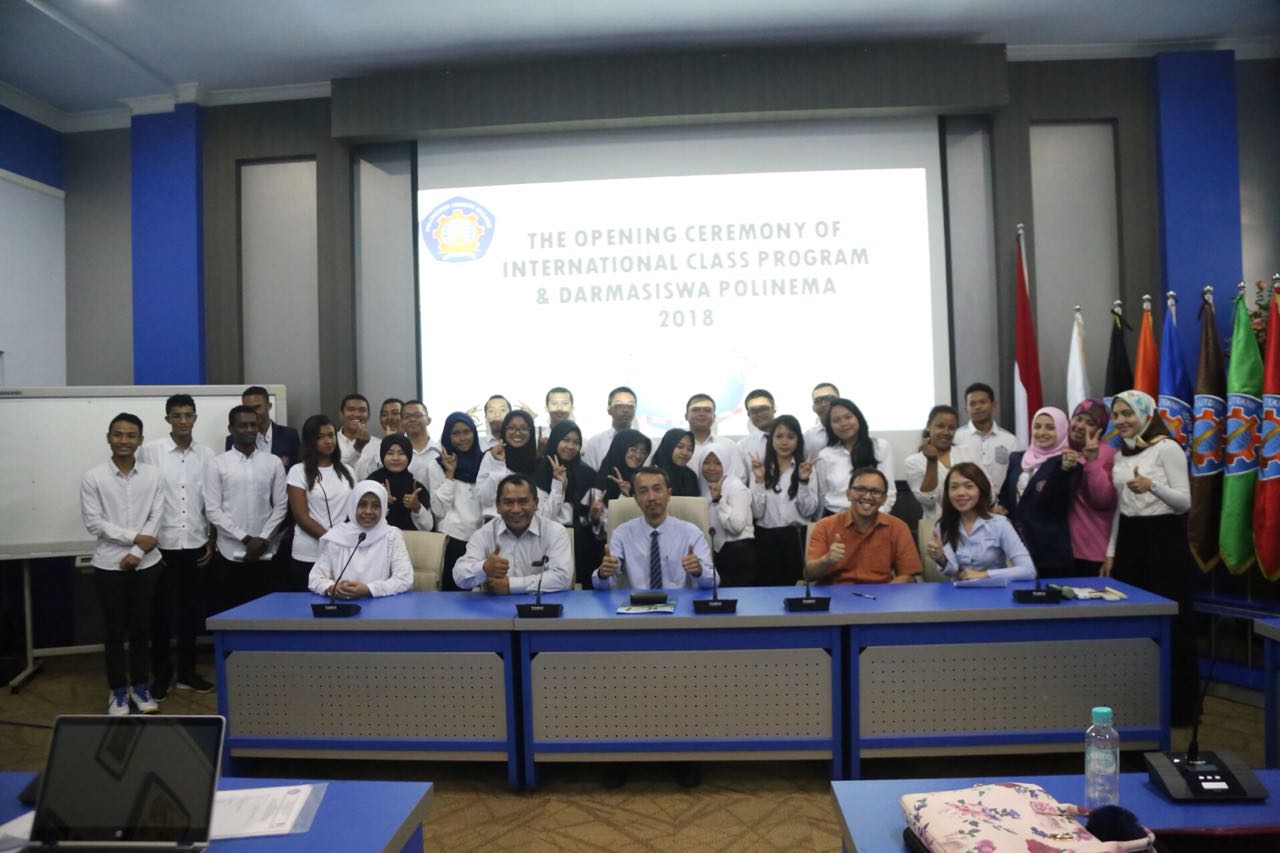 THE OPENING CEREMONY OF
INTERNATIONAL CLASS PROGRAM
& DARMASISWA POLINEMA
2018